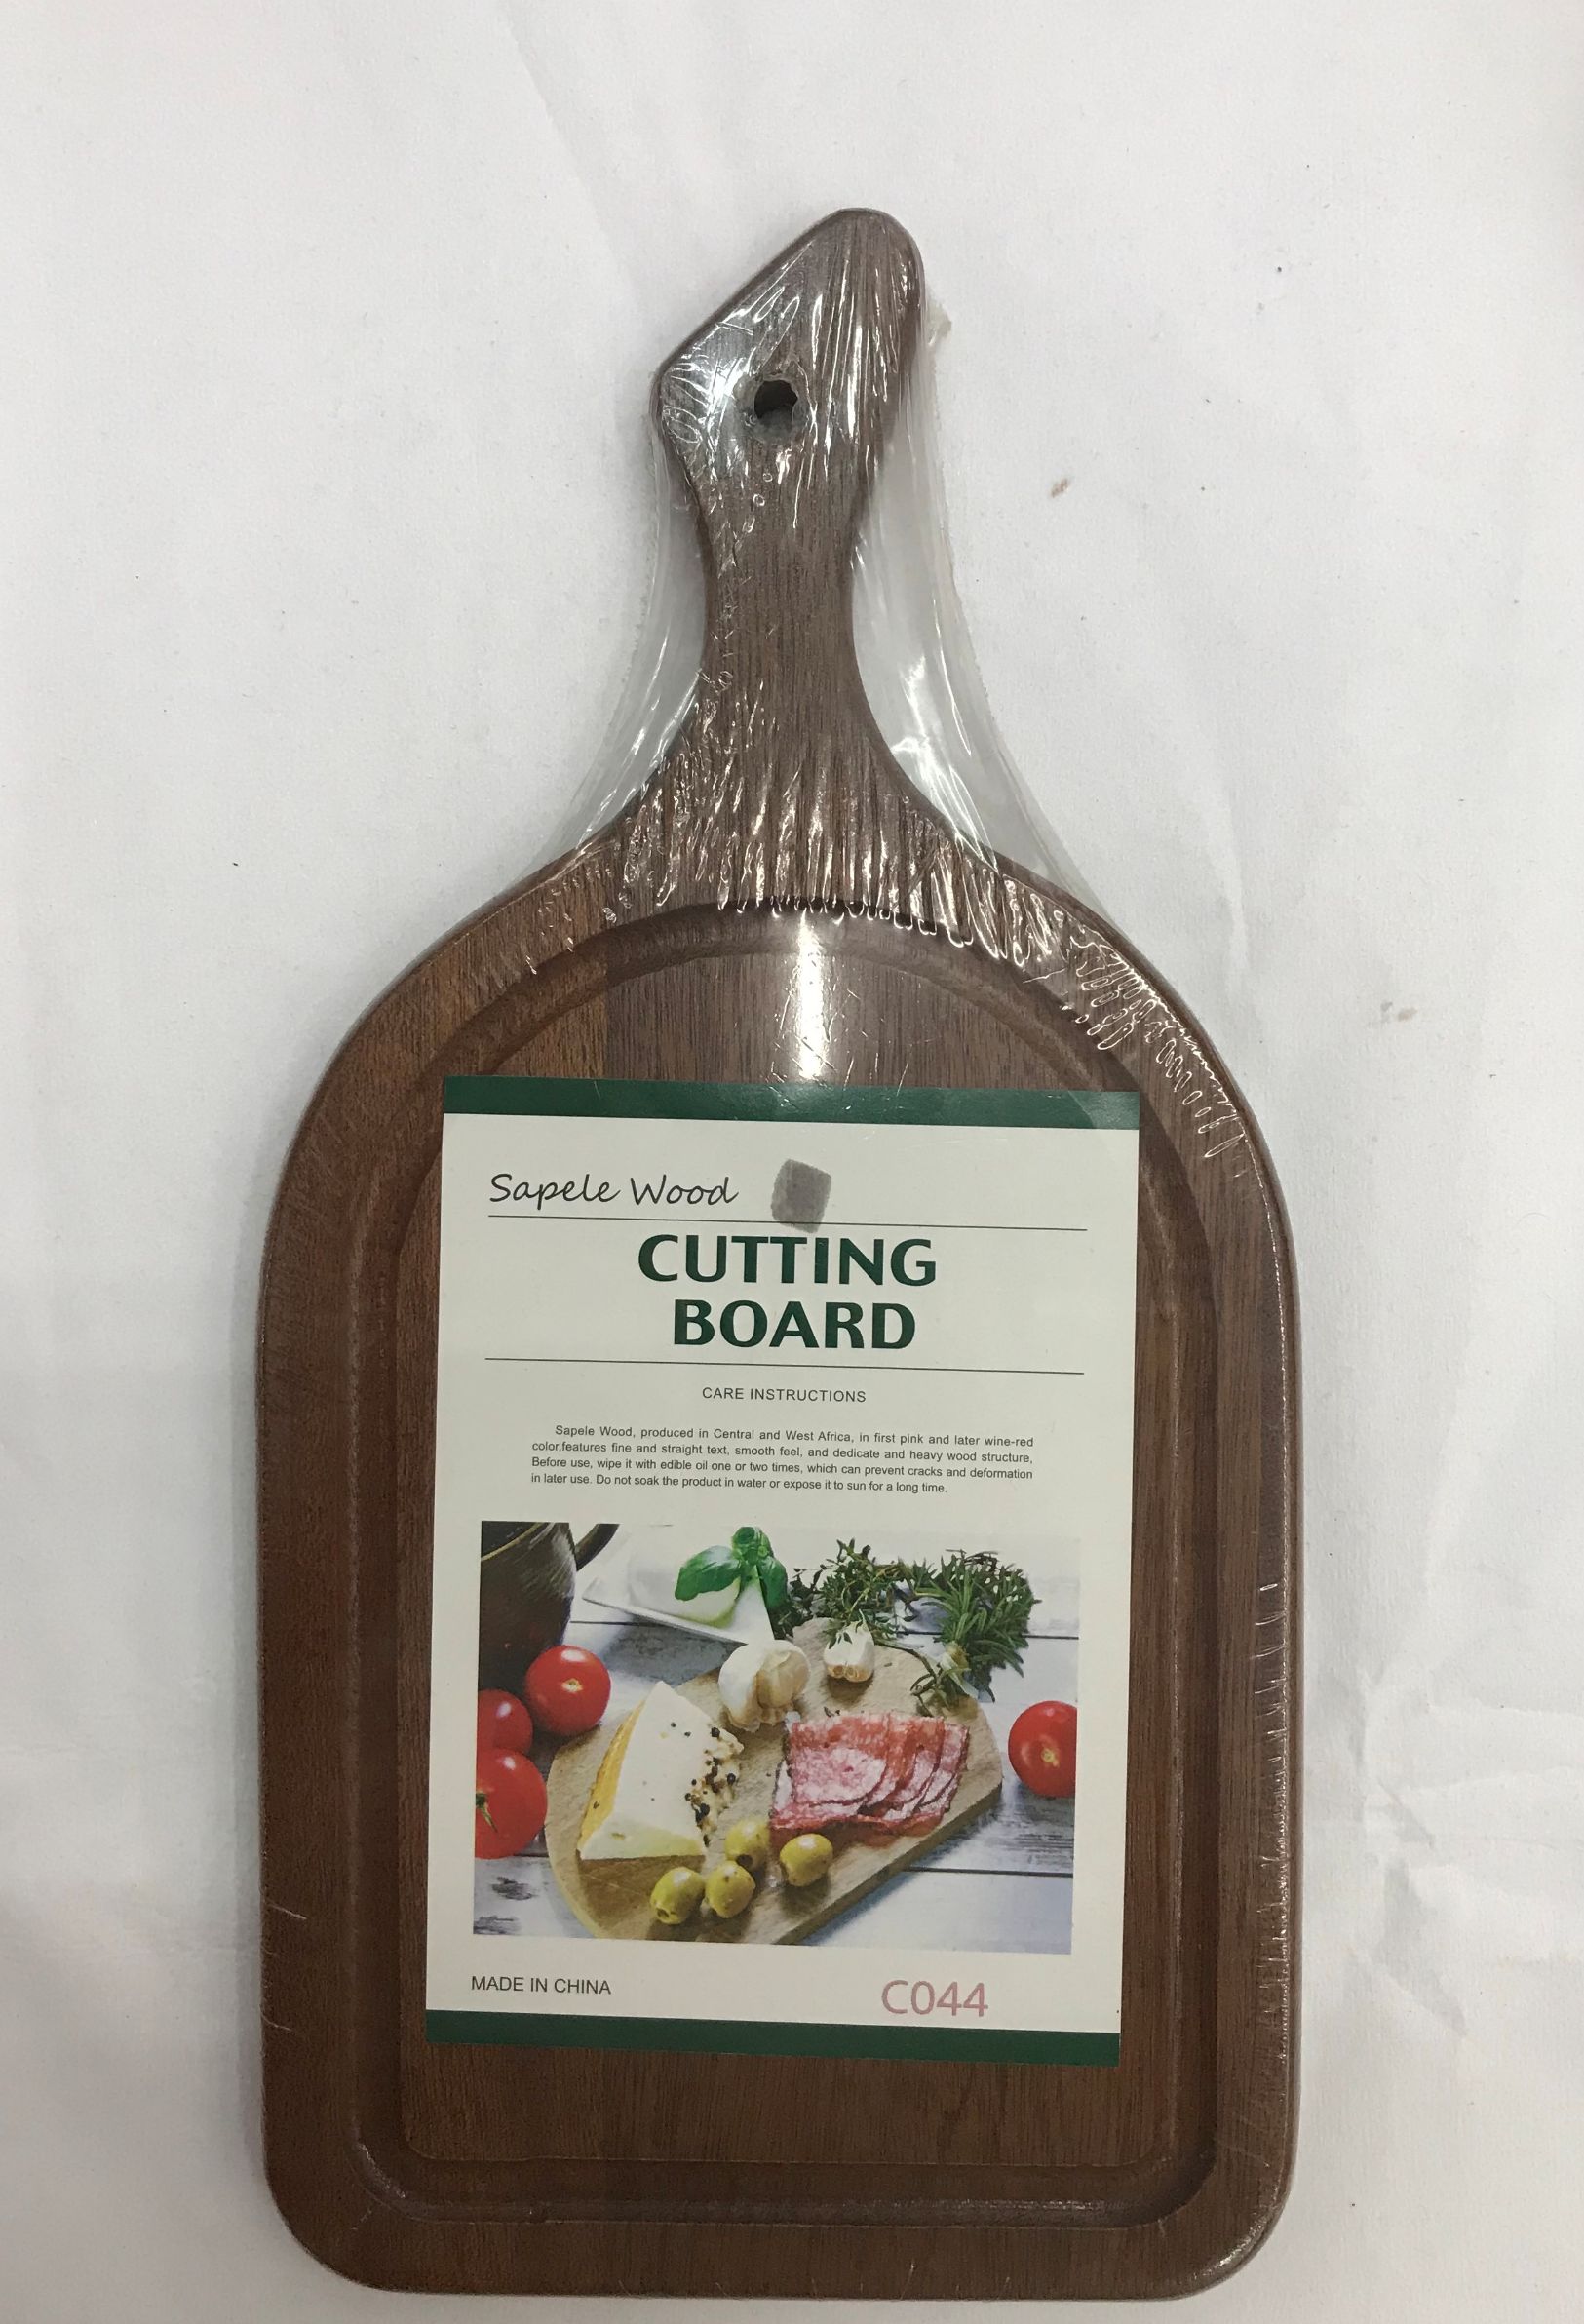 Sapele Wood
CUTTING
BOARD
CARE INSTRUCTIONS
Sapele Wood, produced in Central and West Africa, in first pink and later wine-red
color,features fine and straight text, smooth feel, and dedicate and heavy wood structure,
Before use, wipe it with edible oil one or two times, which can prevent cracks and deformation
in later use. Do not soak the product in water or expose it to sun for a long time.
MADE IN CHINA
C044